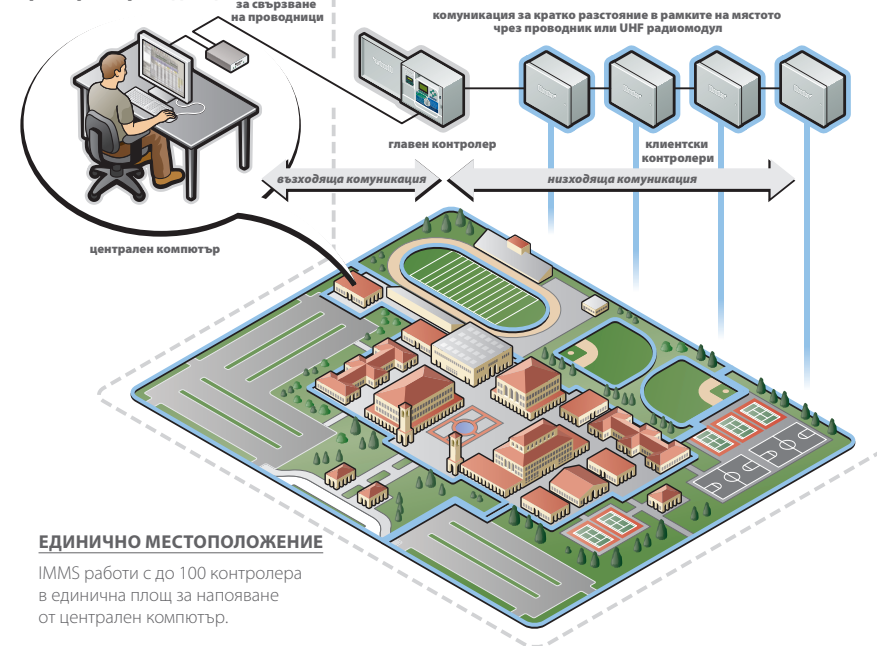 за свързване
на проводници
комуникация за кратко разстояние в рамките на мястото
чрез проводник или UHF радиомодул
главен контролер
клиентски
контролери
възходяща комуникация
низходяща комуникация
централен компютър
ЕДИНИЧНО МЕСТОПОЛОЖЕНИЕ
IMMS работи с до 100 контролера
в единична площ за напояване
от централен компютър.